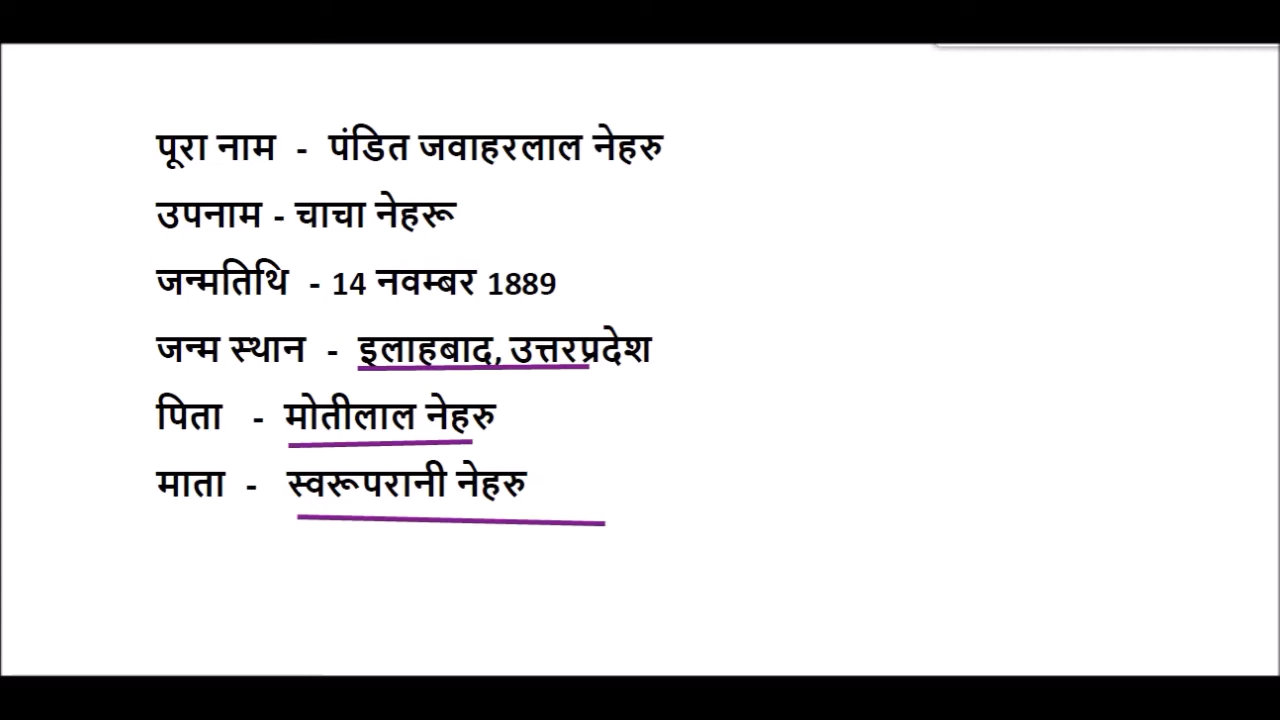 पूरा नाम - पंडित जवाहरलाल नेहरु
उपनाम - चाचा नेहरू
जन्मतिथि - 14 नवम्बर 1889
जन्म स्थान - इलाहबाद, उत्तरप्रदेश
पिता - मोतीलाल नेहरु
माता - स्वरूपरानी नेहरु